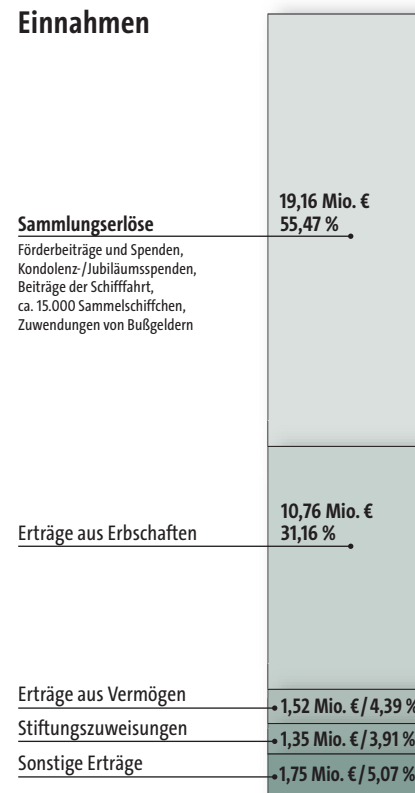 Einnahmen
19,16 Mio. €
Sammlungserlöse
55,47 %
Förderbeiträge und Spenden,
Kondolenz-/Jubiläumsspenden,
Beiträge der Schifffahrt,
ca. 15.000 Sammelschiffchen,
Zuwendungen von Bußgeldern
10,76 Mio. €
Erträge aus Erbschaften
31,16 %
Erträge aus Vermögen
1,52 Mio. € / 4,39 %
Stiftungszuweisungen
1,35 Mio. € / 3,91 %
Sonstige Erträge
1,75 Mio. € / 5,07 %